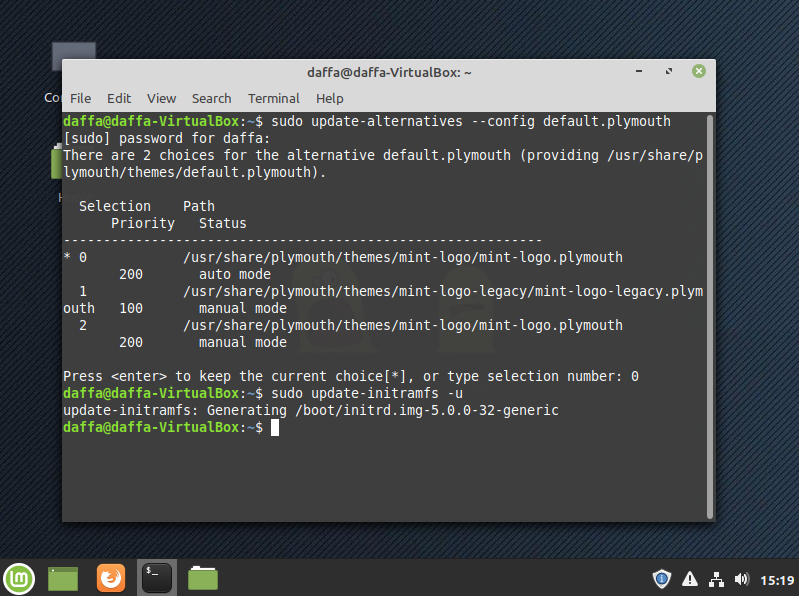 daffa@daffa-VirtualBox: ~
Co
File Edit View Search Terminal Help
daffa@daffa-VirtualBox:~$ sudo update-alternatives --config default.plymouth
[sudo] password for daffa:
There are 2 choices for the alternative default.plymouth (providing /usr/share/p
lymouth/themes/default.plymouth).
H
  Selection    Path
      Priority   Status
------------------------------------------------------------
* 0            /usr/share/plymouth/themes/mint-logo/mint-logo.plymouth
       200       auto mode
  1            /usr/share/plymouth/themes/mint-logo-legacy/mint-logo-legacy.plym
outh   100       manual mode
  2            /usr/share/plymouth/themes/mint-logo/mint-logo.plymouth
       200       manual mode
Press <enter> to keep the current choice[*], or type selection number: 0
daffa@daffa-VirtualBox:~$ sudo update-initramfs -u
update-initramfs: Generating /boot/initrd.img-5.0.0-32-generic
daffa@daffa-VirtualBox:~$
lm
$_
15:19